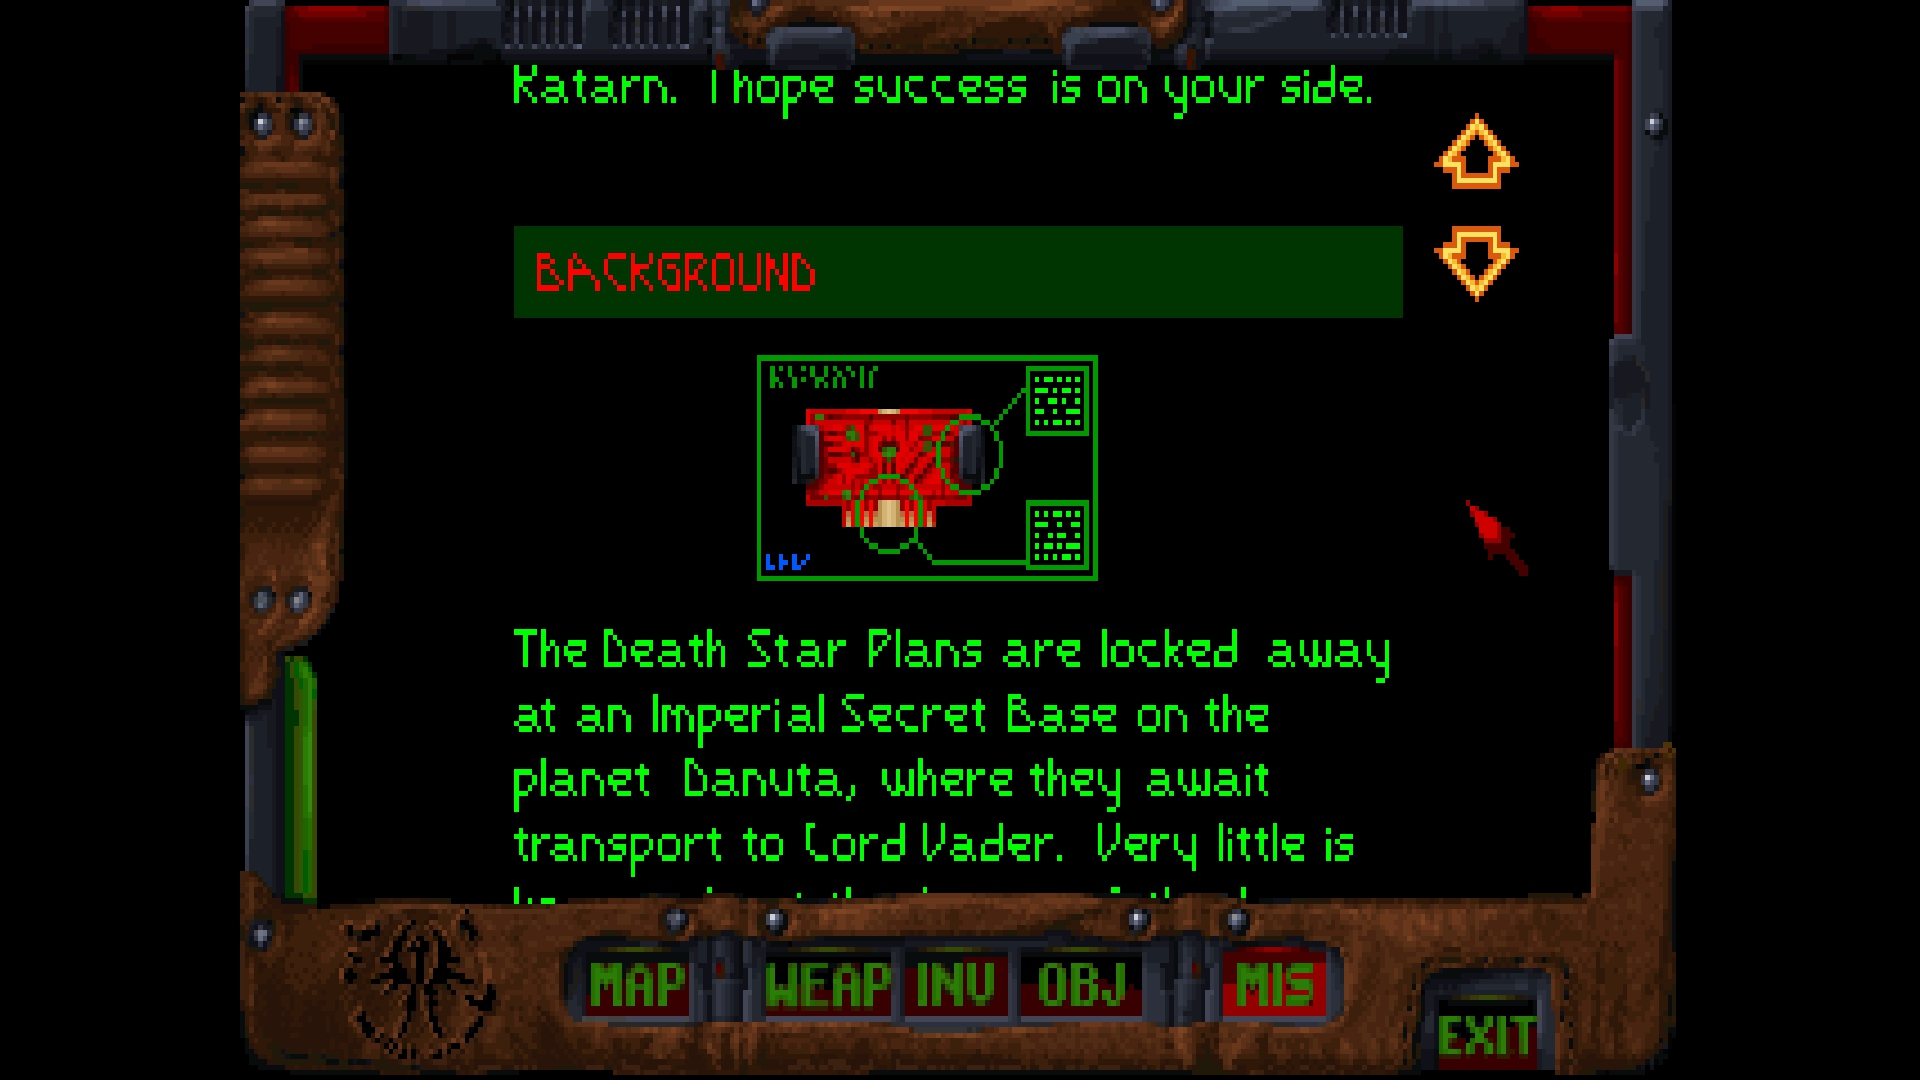 Katarn. I hope success is on your side.
BACKGROUND
The Death Star Plans are locked away
at an Imperial Secret Base on the
planet Danuta, where they await
transport to Lord Vader. Very little is
MAP WEAP INV OBJ MIS
EXIT